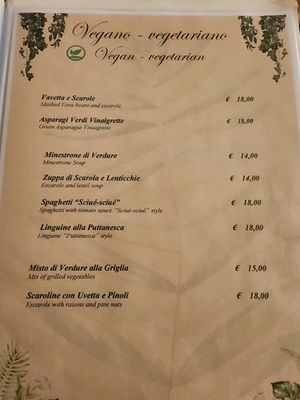 Vegano - vegetariano
Vegan - vegetarian
Favetta e Scarole € 18,00
Mashed Fava beans and escarole
Asparagi Verdi Vinaigrette € 18,00
Green Asparagus Vinaigrette
Minestrone di Verdure € 14,00
Minestrone Soup
Zuppa di Scarola e Lenticchie € 14,00
Escarole and lentil soup
Spaghetti "Sciué-sciué" € 18,00
Spaghetti with tomato sauce "Sciué-sciué" style
Linguine alla Puttanesca € 18,00
Linguine "Puttanesca" style
Misto di Verdure alla Griglia € 15,00
Mix of grilled vegetables
Scaroline con Uvetta e Pinoli € 18,00
Escarole with raisins and pine nuts